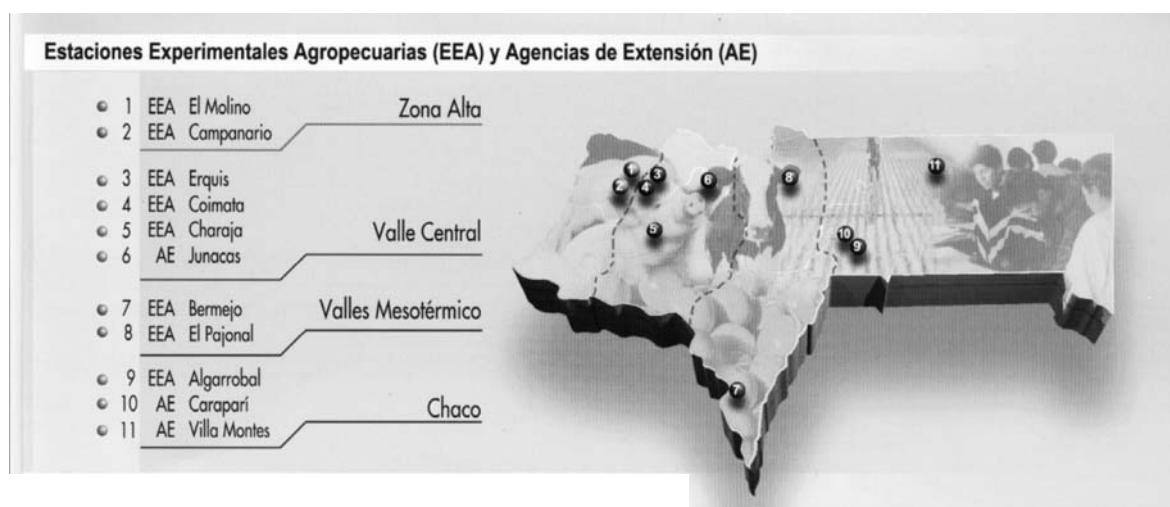 Estaciones Experimentales Agropecuarias (EEA) y Agencias de Extensión (AE)
1 EEA El Molino
2 EEA Campanario
Zona Alta
3 EEA Erquis
4 EEA Coimata
5 EEA Charaja
6 AE Junacas
Valle Central
7 EEA Bermejo
8 EEA El Pajonal
Valles Mesotérmico
9 EEA Algarrobal
10 AE Caraparí
11 AE Villa Montes
Chaco
1
2
3
4
5
6
7
8
9
10
11